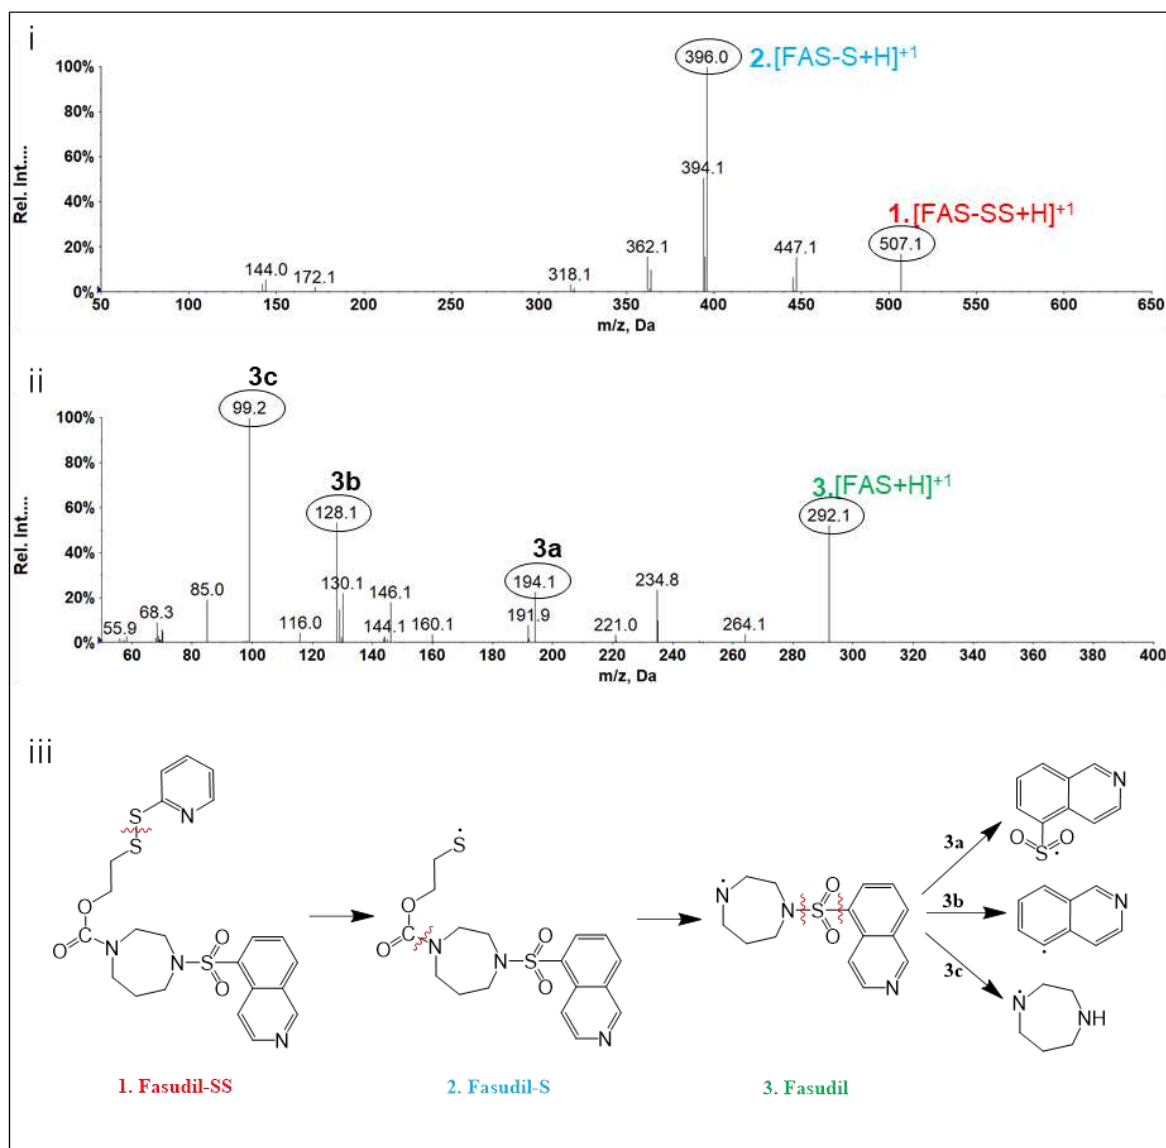 i
100%
80%
60%
40%
20%
0%
Rel. Int....
396.0
2.[FAS-S+H]+1
394.1
1.[FAS-SS+H]+1
507.1
447.1
362.1
318.1
144.0
172.1
50 100 150 200 250 300 350 400 450 500 550 600 650
m/z, Da
ii
100%
80%
60%
40%
20%
0%
Rel. Int....
3c
99.2
3b
128.1
3.[FAS+H]+1
292.1
3a
194.1
234.8
130.1
146.1
85.0
68.3
55.9
116.0
144.1
160.1
191.9
221.0
264.1
60 80 100 120 140 160 180 200 220 240 260 280 300 320 340 360 380 400
m/z, Da
iii
S
N
S
O
O
C
N
N
S
O
O
N
S
O
O
C
N
N
S
O
O
N
N
N
S
O
O
N
3a
3b
3c
N
O
S
O
N
N
NH
1. Fasudil-SS
2. Fasudil-S
3. Fasudil